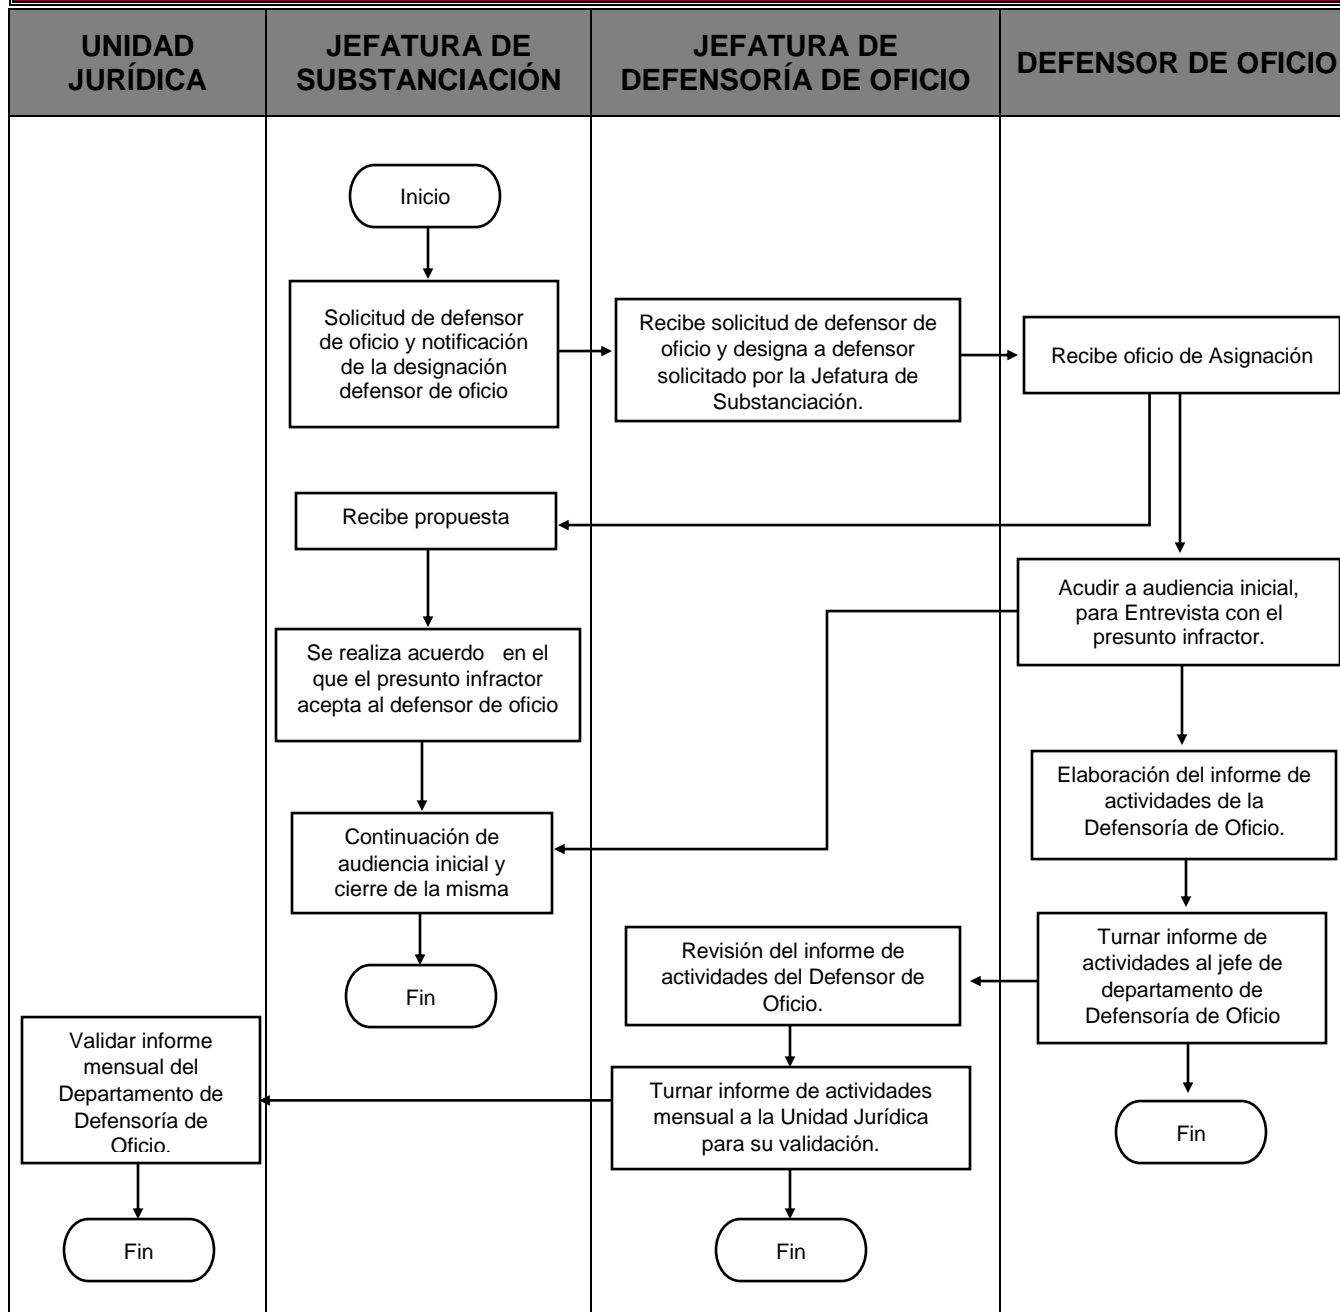 UNIDAD
JURÍDICA
JEFATURA DE
SUBSTANCIACIÓN
JEFATURA DE
DEFENSORÍA DE OFICIO
DEFENSOR DE OFICIO
Inicio
Solicitud de defensor
de oficio y notificación
de la designación
defensor de oficio
Recibe solicitud de defensor de
oficio y designa a defensor
solicitado por la Jefatura de
Substanciación.
Recibe oficio de Asignación
Recibe propuesta
Acudir a audiencia inicial,
para Entrevista con el
presunto infractor.
Se realiza acuerdo en el
que el presunto infractor
acepta al defensor de oficio
Elaboración del informe de
actividades de la
Defensoría de Oficio.
Continuación de
audiencia inicial y
cierre de la misma
Turnar informe de
actividades al jefe de
departamento de
Defensoría de Oficio
Revisión del informe de
actividades del Defensor de
Oficio.
Fin
Validar informe
mensual del
Departamento de
Defensoría de
Oficio.
Turnar informe de actividades
mensual a la Unidad Jurídica
para su validación.
Fin
Fin
Fin